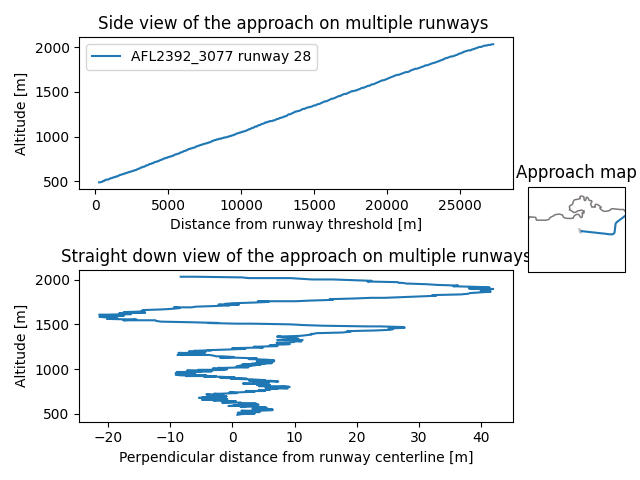 Side view of the approach on multiple runways
AFL2392_3077 runway 28
Altitude [m]
2000
1500
1000
500
0
5000
10000
15000
20000
25000
Distance from runway threshold [m]
Approach map
Straight down view of the approach on multiple runways
Altitude [m]
2000
1500
1000
500
−20
−10
0
10
20
30
40
Perpendicular distance from runway centerline [m]